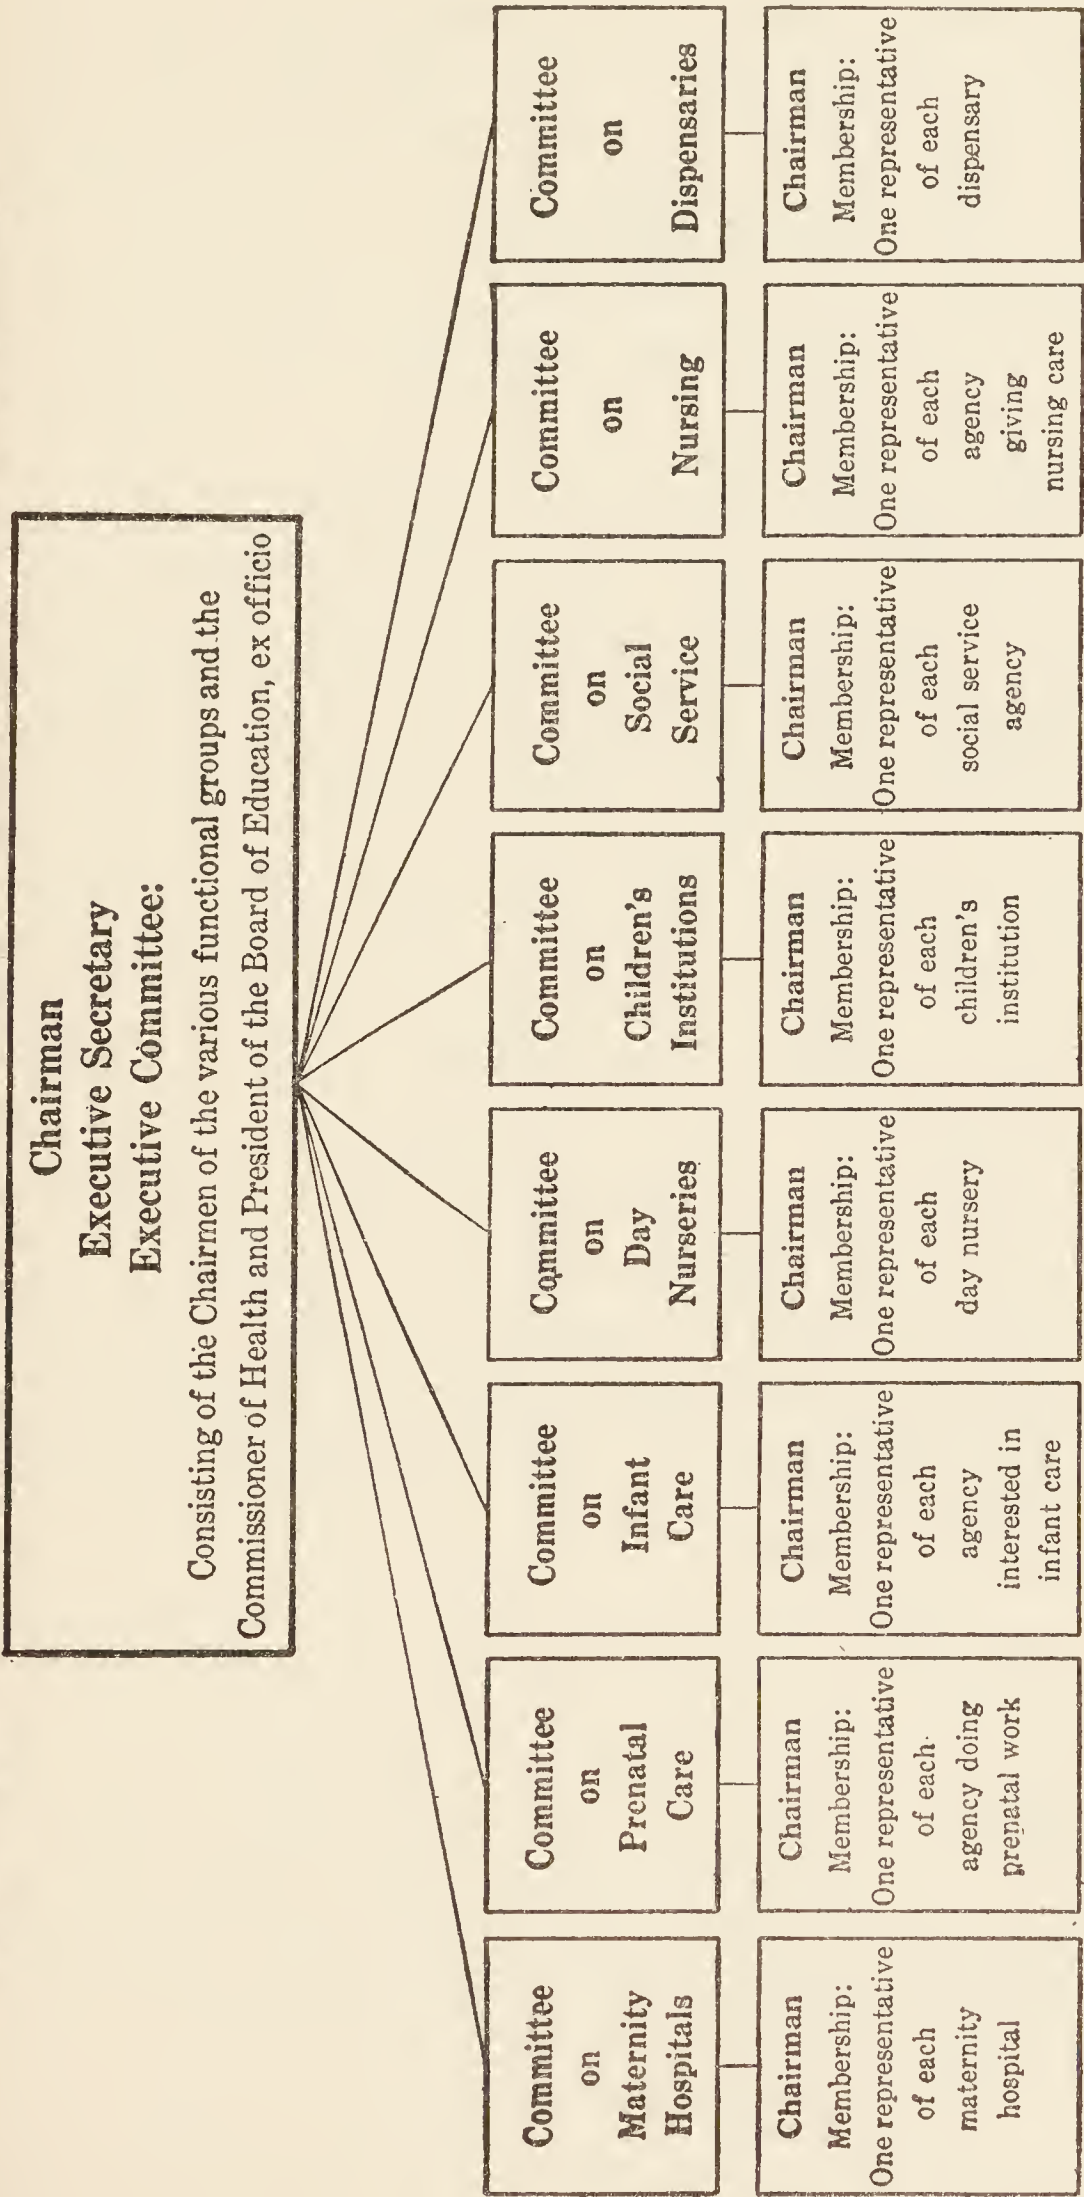 Chairman
Executive Secretary
Executive Committee:
Consisting of the Chairmen of the various functional groups and the
Commissioner of Health and President of the Board of Education, ex officio
Committee
on
Maternity
Hospitals
Chairman
Membership:
One representative
of each
maternity
hospital
Committee
on
Prenatal
Care
Chairman
Membership:
One representative
of each
agency doing
prenatal work
Committee
on
Infant
Care
Chairman
Membership:
One representative
of each
agency
interested in
infant care
Committee
on
Day
Nurseries
Chairman
Membership:
One representative
of each
day nursery
Committee
on
Children's
Institutions
Chairman
Membership:
One representative
of each
children's
institution
Committee
on
Social
Service
Chairman
Membership:
One representative
of each
social service
agency
Committee
on
Nursing
Chairman
Membership:
One representative
of each
agency
giving
nursing care
Committee
on
Dispensaries
Chairman
Membership:
One representative
of each
dispensary